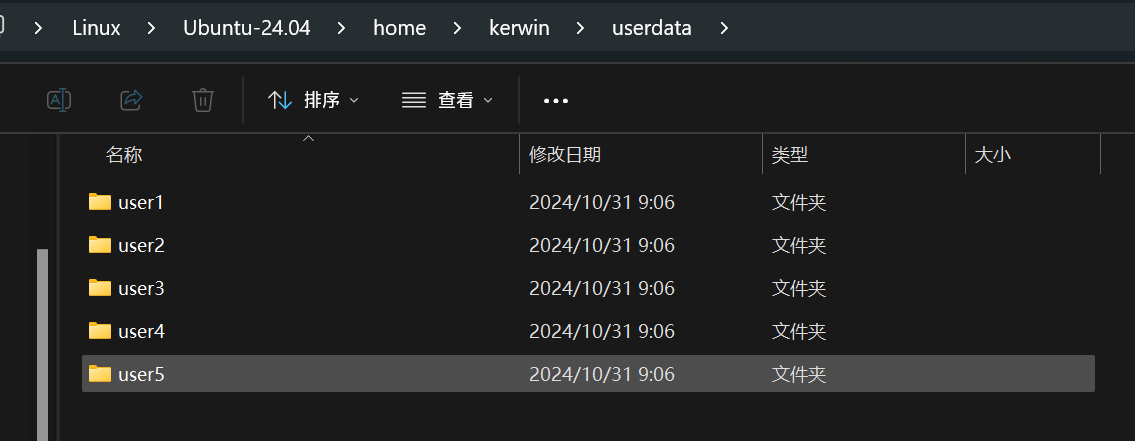 Linux > Ubuntu-24.04 > home > kerwin > userdata >
排序 查看
名称 修改日期 类型 大小
user1 2024/10/31 9:06 文件夹
user2 2024/10/31 9:06 文件夹
user3 2024/10/31 9:06 文件夹
user4 2024/10/31 9:06 文件夹
user5 2024/10/31 9:06 文件夹